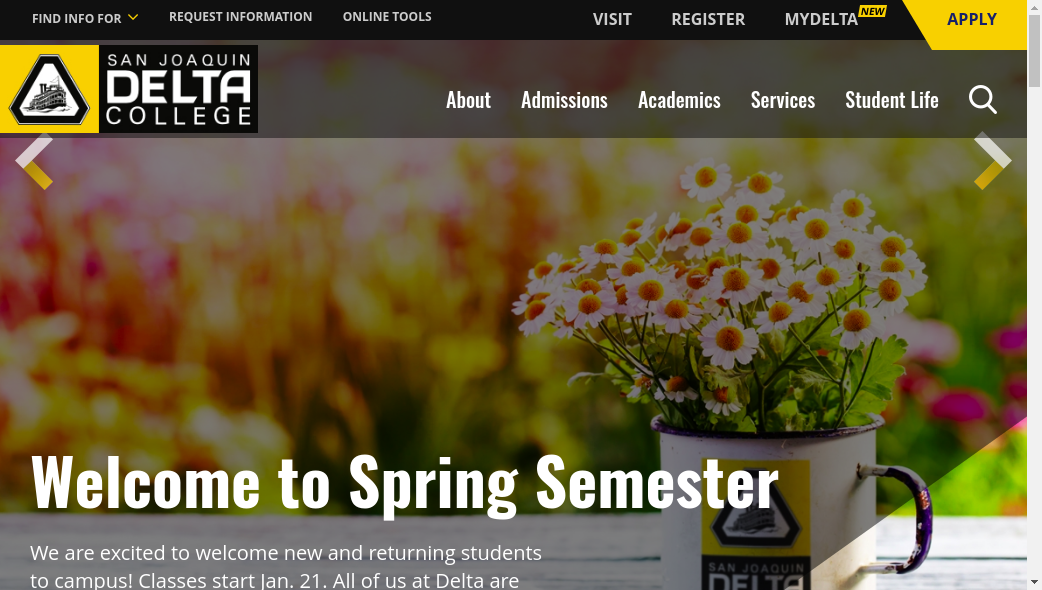 FIND INFO FOR
REQUEST INFORMATION
ONLINE TOOLS
VISIT
REGISTER
MYDELTA
NEW
APPLY
SAN JOAQUIN
DELTA
COLLEGE
About
Admissions
Academics
Services
Student Life
Welcome to Spring Semester
We are excited to welcome new and returning students
to campus! Classes start Jan. 21. All of us at Delta are
SAN JOAQUIN
DELTA